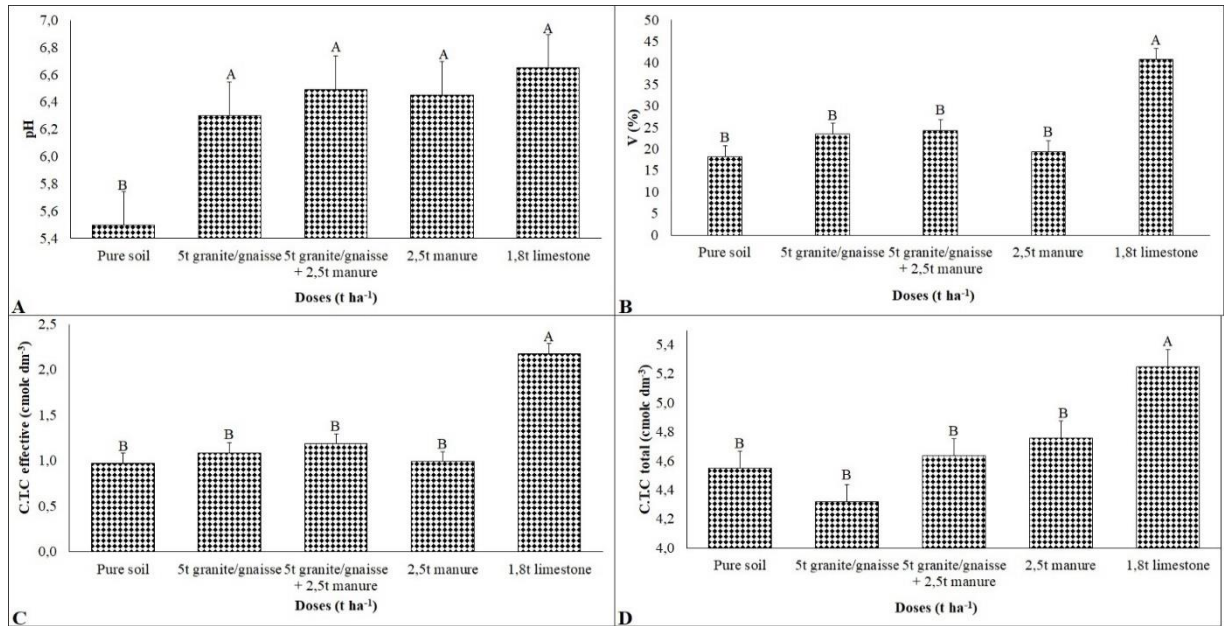 7,0
6,8
6,6
6,4
6,2
6,0
5,8
5,6
5,4
pH
B
A
A
A
A
Pure soil
5t granite/gnaisse
5t granite/gnaisse
+ 2,5t manure
2,5t manure
1,8t limestone
Doses (t ha-1)
A
50
45
40
35
30
25
20
15
10
5
0
V (%)
B
B
B
B
A
Pure soil
5t granite/gnaisse
5t granite/gnaisse
+ 2,5t manure
2,5t manure
1,8t limestone
Doses (t ha-1)
B
2,5
2,0
1,5
1,0
0,5
0,0
C.T.C effective (cmolc dm-3)
B
B
B
B
A
Pure soil
5t granite/gnaisse
5t granite/gnaisse
+ 2,5t manure
2,5t manure
1,8t limestone
Doses (t ha-1)
C
5,4
5,2
5,0
4,8
4,6
4,4
4,2
4,0
C.T.C total (cmolc dm-3)
B
B
B
B
A
Pure soil
5t granite/gnaisse
5t granite/gnaisse
+ 2,5t manure
2,5t manure
1,8t limestone
Doses (t ha-1)
D